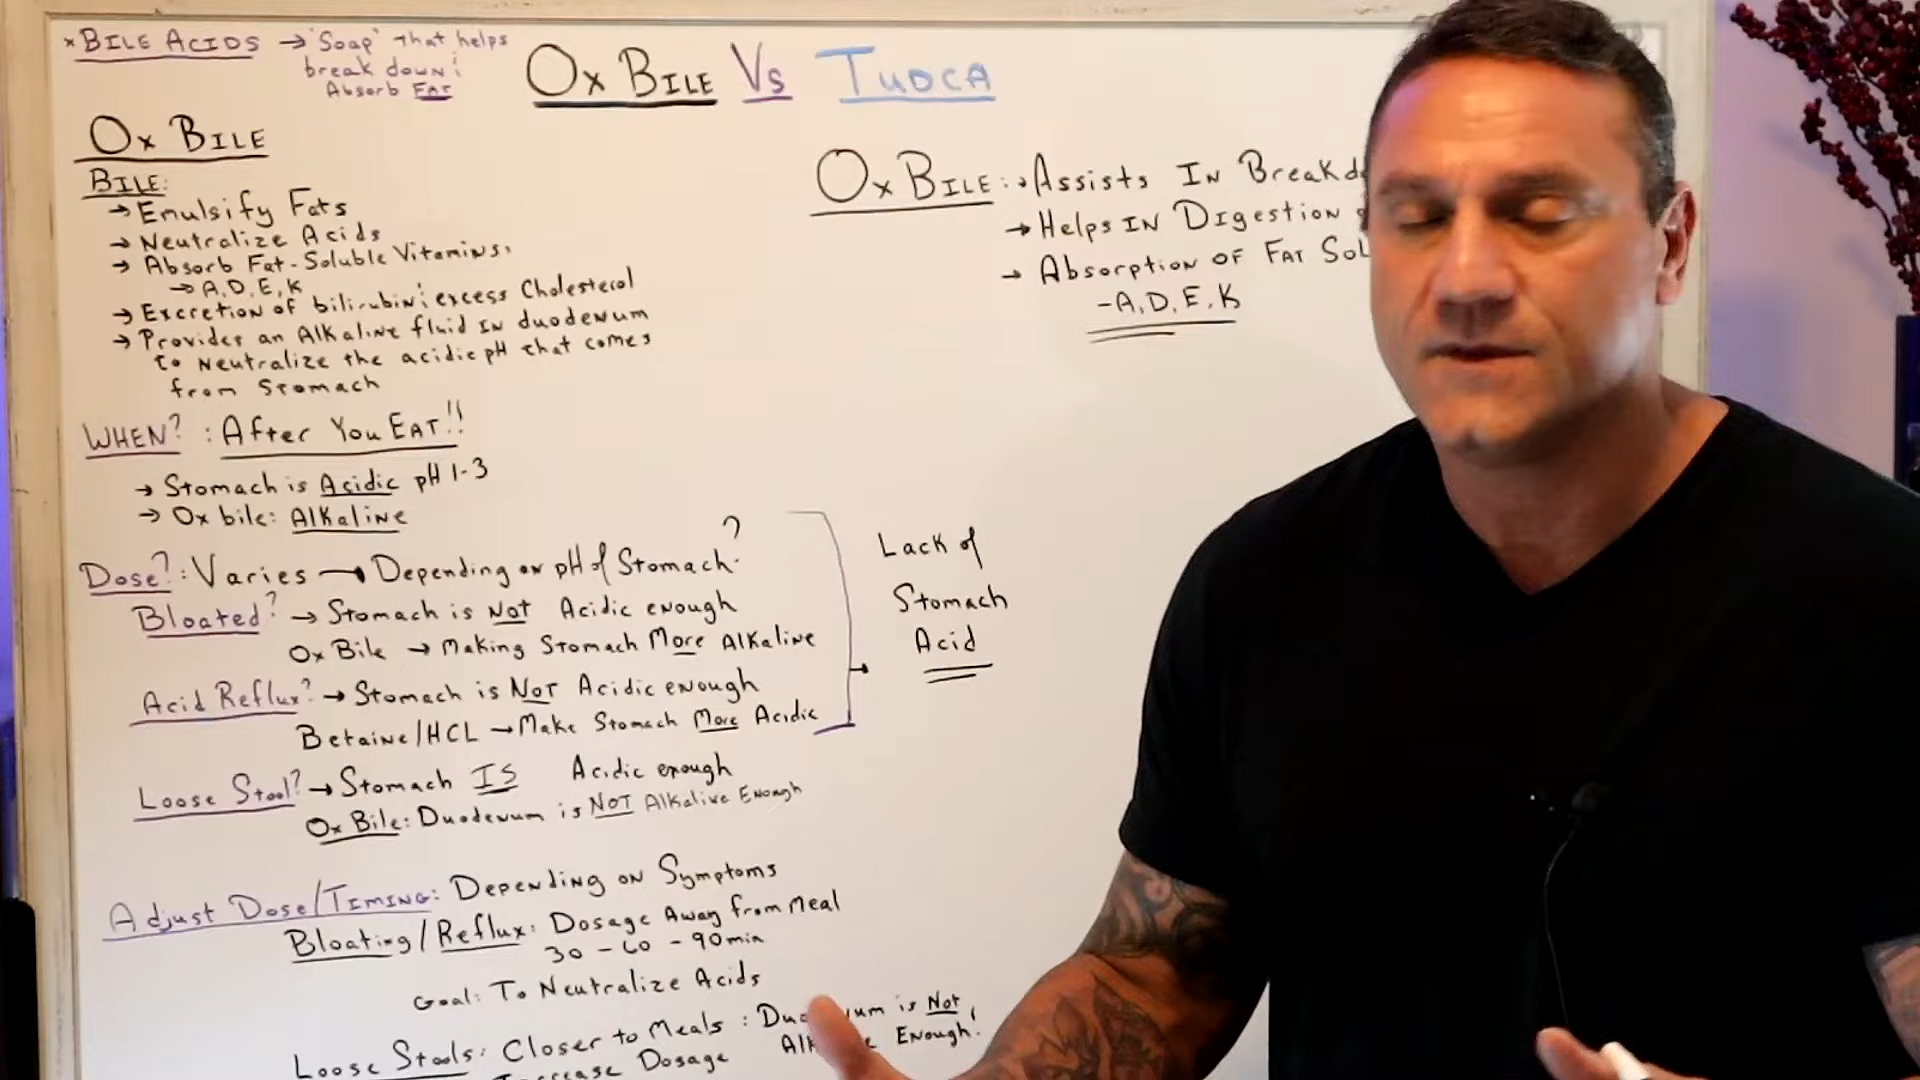 * BILE ACIDS → "Soap" that helps
break down &
Absorb FAT
OX BILE VS TUDCA
OX BILE
BILE:
→ Emulsify Fats
→ Neutralize Acids
→ Absorb Fat-Soluble Vitamins:
→ A, D, E, K
→ Excretion of bilirubin & excess Cholesterol
→ Provides an Alkaline fluid in duodenum
to neutralize the acidic pH that comes
from Stomach
WHEN? : After You EAT!!
→ Stomach is Acidic pH 1-3
→ Ox bile: Alkaline
Dose? : Varies → Depending on pH of Stomach?
Bloated? → Stomach is Not Acidic enough
Ox Bile → Making Stomach More Alkaline
Acid Reflux? → Stomach is Not Acidic enough
Betaine/HCL → Make Stomach More Acidic
Loose Stool? → Stomach IS Acidic enough
Ox Bile: Duodenum is NOT Alkaline Enough
Lack of
Stomach
Acid
Adjust Dose/Timing: Depending on Symptoms
Bloating/Reflux: Dosage Away from Meal
30 - 60 - 90min
Goal: To Neutralize Acids
Loose Stools: Closer to Meals : Duodenum is Not
Dosage Enough!
OX BILE: → Assists In Breakd
→ Helps In Digestion
→ Absorption of Fat Sol
- A, D, E, K